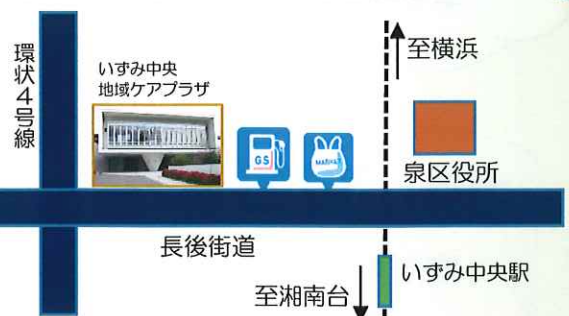 環状4号線
いずみ中央
地域ケアプラザ
至横浜
GS
MARKET
泉区役所
長後街道
いずみ中央駅
至湘南台